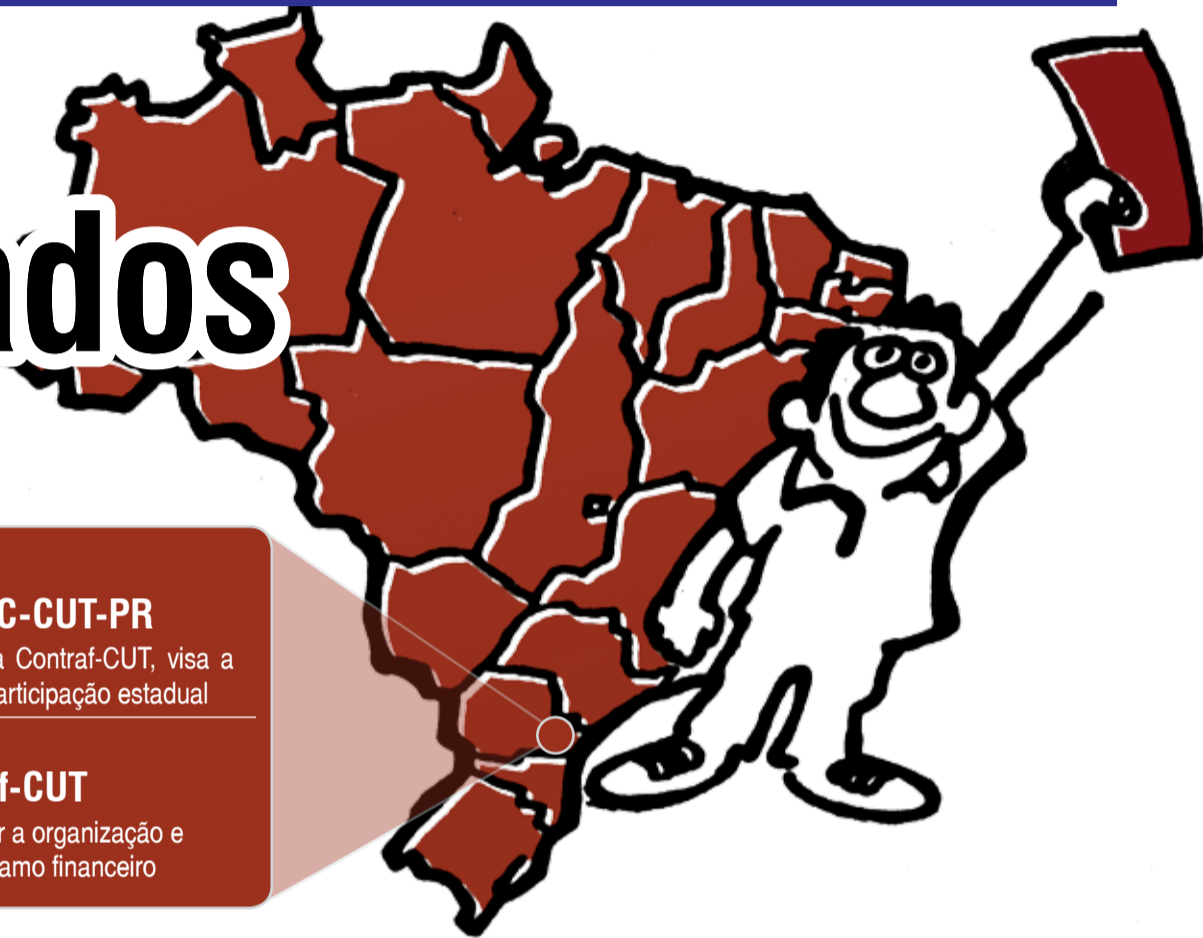 ados
C-CUT-PR
a Contraf-CUT, visa a
articipação estadual
f-CUT
r a organização e
amo financeiro